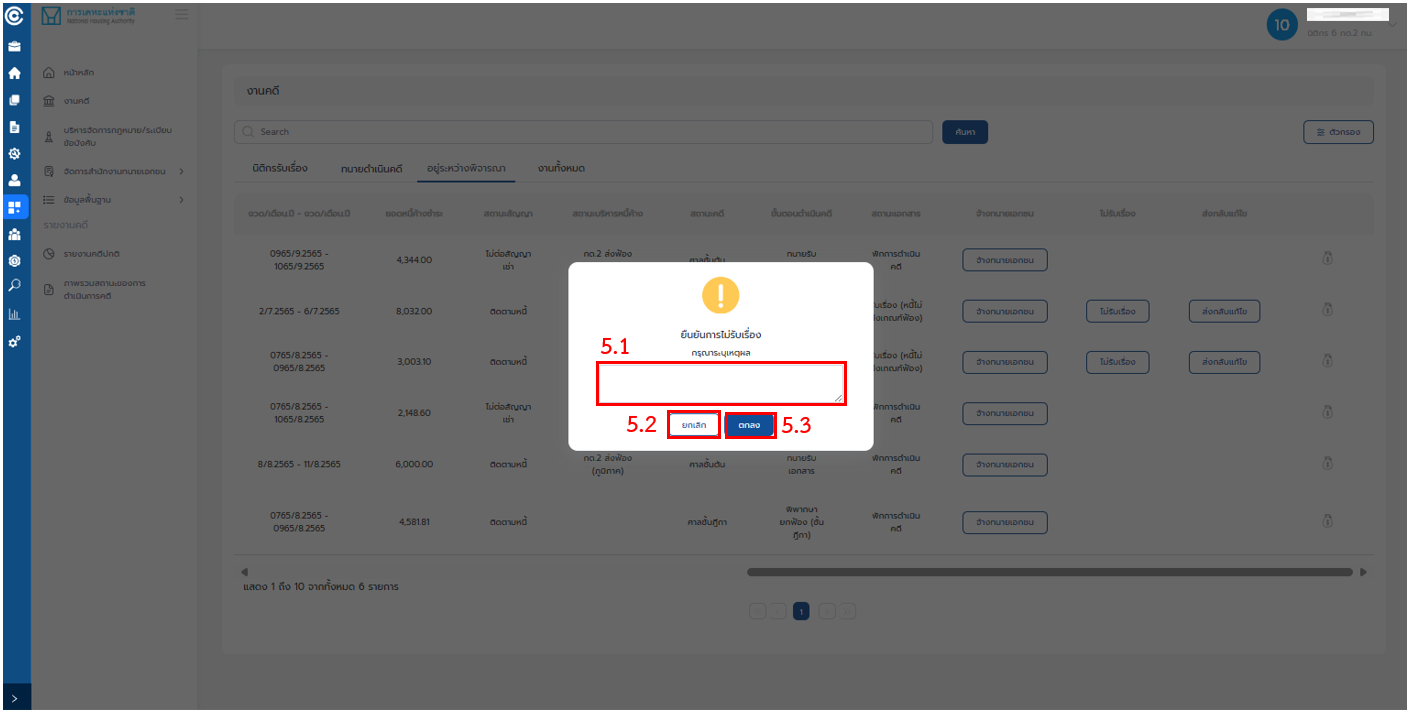 การเคหะแห่งชาติ
National Housing Authority
10
นิติกร 6 กด.2 กม.
หน้าหลัก
งานคดี
บริหารจัดการกฎหมาย/ระเบียบ
ข้อบังคับ
จัดการสำนักงานทนายเอกชน
ข้อมูลพื้นฐาน
รายงานคดี
รายงานคดีปกติ
ภาพรวมสถานะของการ
ดำเนินการคดี
งานคดี
Search
ค้นหา
ตัวกรอง
นิติกรรับเรื่อง ทนายดำเนินคดี อยู่ระหว่างพิจารณา งานทั้งหมด
งวด/เดือน.ปี - งวด/เดือน.ปี ยอดหนี้ค้างชำระ สถานะสัญญา สถานะบริหารหนี้ค้าง สถานะคดี ขั้นตอนดำเนินคดี สถานะเอกสาร จ้างทนายเอกชน ไม่รับเรื่อง ส่งกลับแก้ไข
0965/9.2565 -
1065/9.2565
4,344.00
ไม่ต่อสัญญา
เช่า
กด.2 ส่งฟ้อง
ศาลชั้นต้น
ทนายรับ
พักการดำเนิน
คดี
จ้างทนายเอกชน
2/7.2565 - 6/7.2565
8,032.00
ติดตามหนี้
รับเรื่อง (หนี้ไม่
จ้างทนายเอกชน
ไม่รับเรื่อง
ส่งกลับแก้ไข
0765/8.2565 -
0965/8.2565
3,003.10
ติดตามหนี้
รับเรื่อง (หนี้ไม่
จ้างทนายเอกชน
ไม่รับเรื่อง
ส่งกลับแก้ไข
0765/8.2565 -
1065/8.2565
2,148.60
ไม่ต่อสัญญา
เช่า
พักการดำเนิน
คดี
จ้างทนายเอกชน
8/8.2565 - 11/8.2565
6,000.00
ติดตามหนี้
กด.2 ส่งฟ้อง
(ภูมิภาค)
ศาลชั้นต้น
ทนายรับ
เอกสาร
พักการดำเนิน
คดี
จ้างทนายเอกชน
0765/8.2565 -
0965/8.2565
4,581.81
ติดตามหนี้
ศาลชั้นฎีกา
พิพากษา
ยกฟ้อง (ชั้น
ฎีกา)
พักการดำเนิน
คดี
จ้างทนายเอกชน
แสดง 1 ถึง 10 จากทั้งหมด 6 รายการ
1
ยืนยันการไม่รับเรื่อง
กรุณาระบุเหตุผล
5.1
5.2
ยกเลิก
ตกลง
5.3